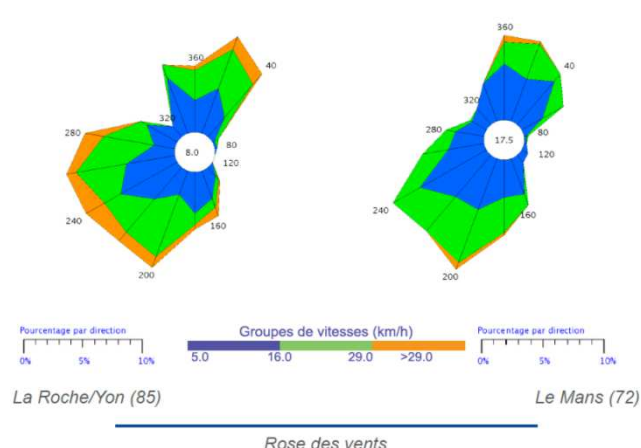 360
40
320
280
8.0
80
120
240
160
200
360
40
320
280
17.5
80
120
240
160
200
Pourcentage par direction
0% 5% 10%
Groupes de vitesses (km/h)
5.0 16.0 29.0 >29.0
Pourcentage par direction
0% 5% 10%
La Roche/Yon (85)
Le Mans (72)
Rose des vents